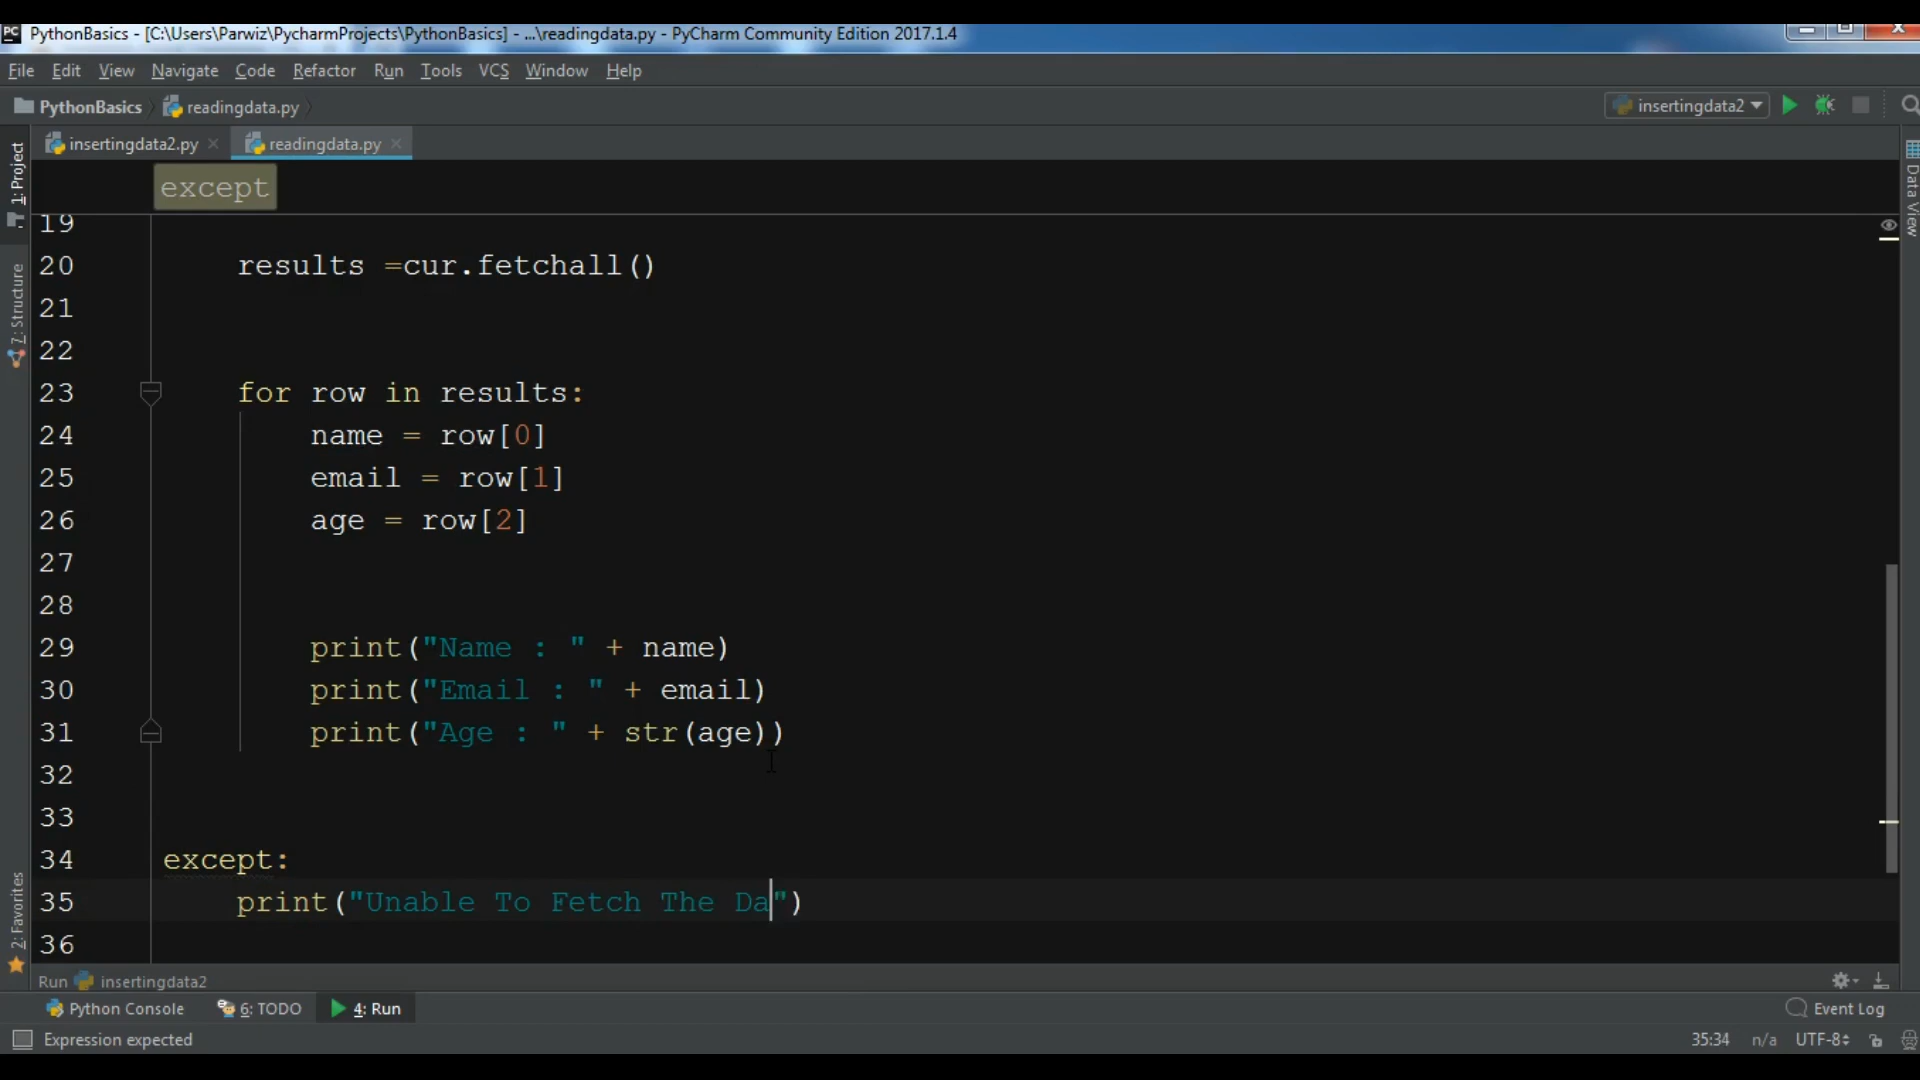 PC PythonBasics - [C:\Users\Parwiz\PycharmProjects\PythonBasics] - ...\readingdata.py - PyCharm Community Edition 2017.1.4
File Edit View Navigate Code Refactor Run Tools VCS Window Help
PythonBasics readingdata.py insertingdata2
insertingdata2.py readingdata.py
1: Project
7: Structure
2: Favorites
Data View
except
19
20 results =cur.fetchall()
21
22
23 for row in results:
24 name = row[0]
25 email = row[1]
26 age = row[2]
27
28
29 print("Name : " + name)
30 print("Email : " + email)
31 print("Age : " + str(age))
32
33
34 except:
35 print("Unable To Fetch The Da")
36
Run insertingdata2
Python Console 6: TODO 4: Run Event Log
Expression expected 35:34 n/a UTF-8